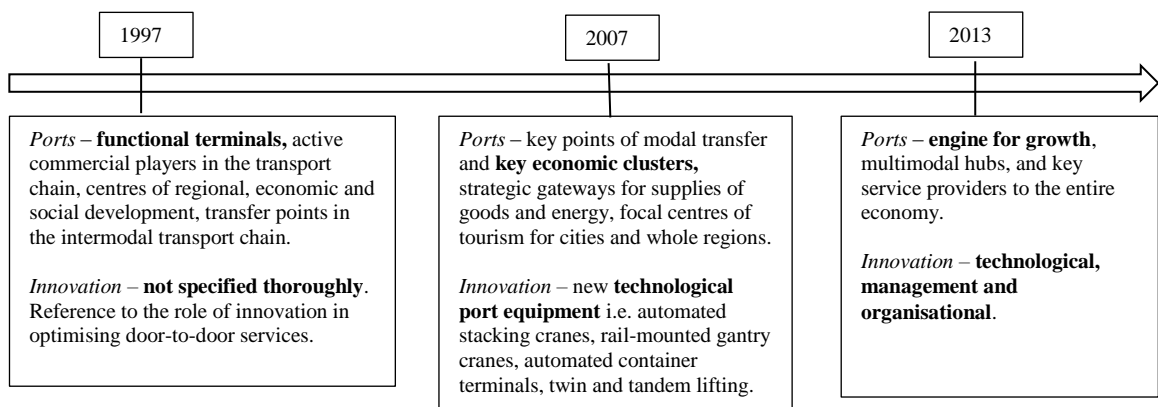 1997
2007
2013
Ports – functional terminals, active
commercial players in the transport
chain, centres of regional, economic and
social development, transfer points in
the intermodal transport chain.
Innovation – not specified thoroughly.
Reference to the role of innovation in
optimising door-to-door services.
Ports – key points of modal transfer
and key economic clusters,
strategic gateways for supplies of
goods and energy, focal centres of
tourism for cities and whole regions.
Innovation – new technological
port equipment i.e. automated
stacking cranes, rail-mounted gantry
cranes, automated container
terminals, twin and tandem lifting.
Ports – engine for growth,
multimodal hubs, and key
service providers to the entire
economy.
Innovation – technological,
management and
organisational.